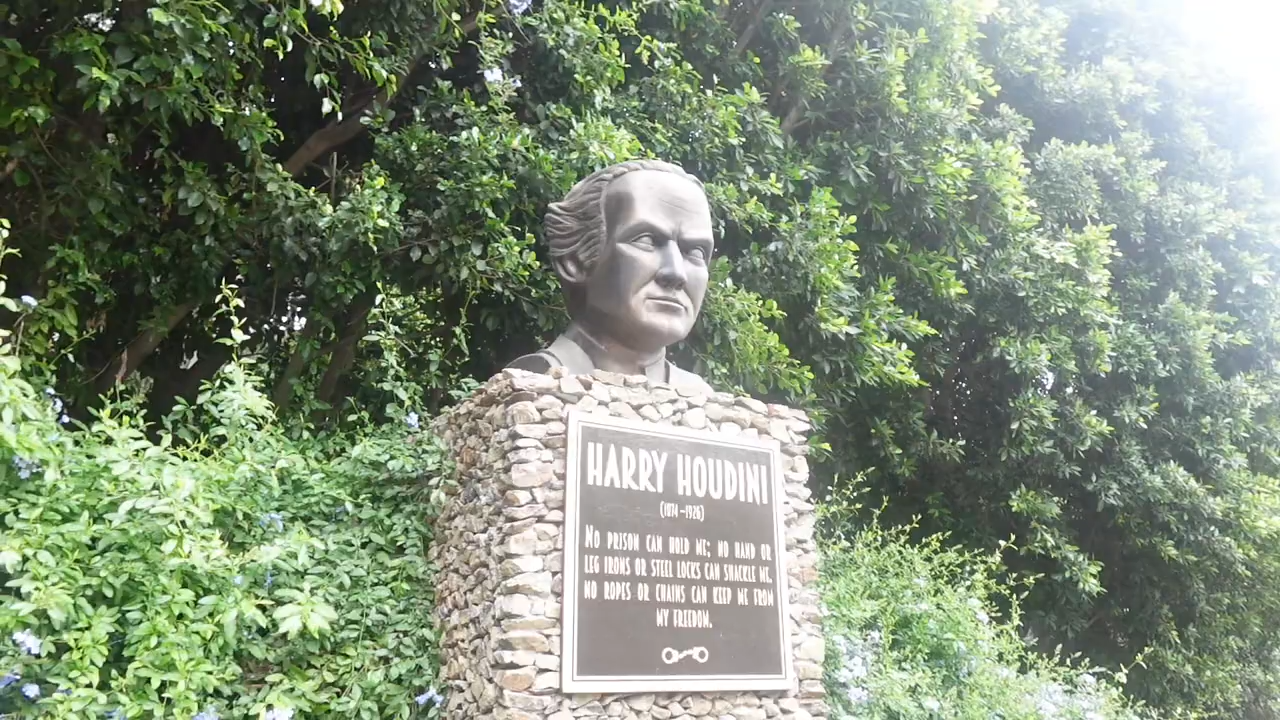 HARRY HOUDINI
(1874-1926)
NO PRISON CAN HOLD ME; NO HAND OR
LEG IRONS OR STEEL LOCKS CAN SHACKLE ME.
NO ROPES OR CHAINS CAN KEEP ME FROM
MY FREEDOM.